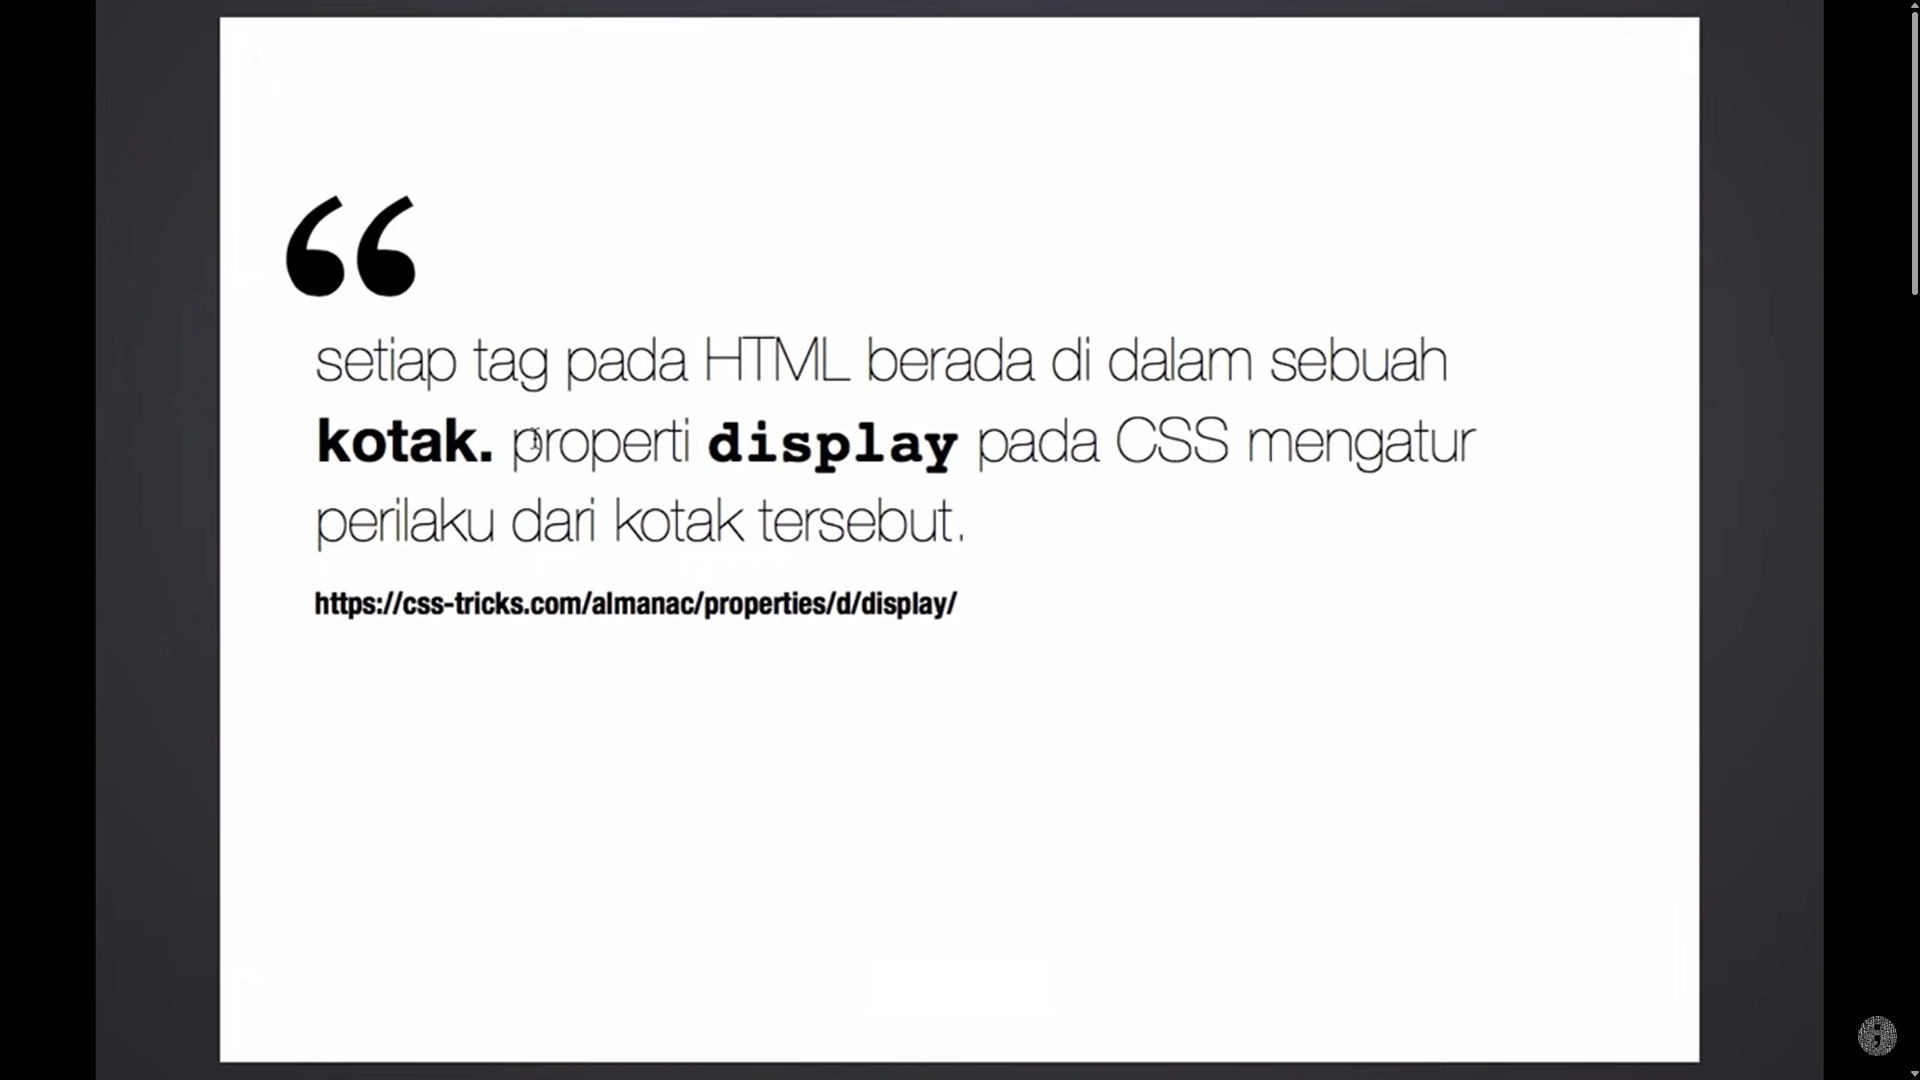 “
setiap tag pada HTML berada di dalam sebuah
kotak. properti display pada CSS mengatur
perilaku dari kotak tersebut.
https://css-tricks.com/almanac/properties/d/display/